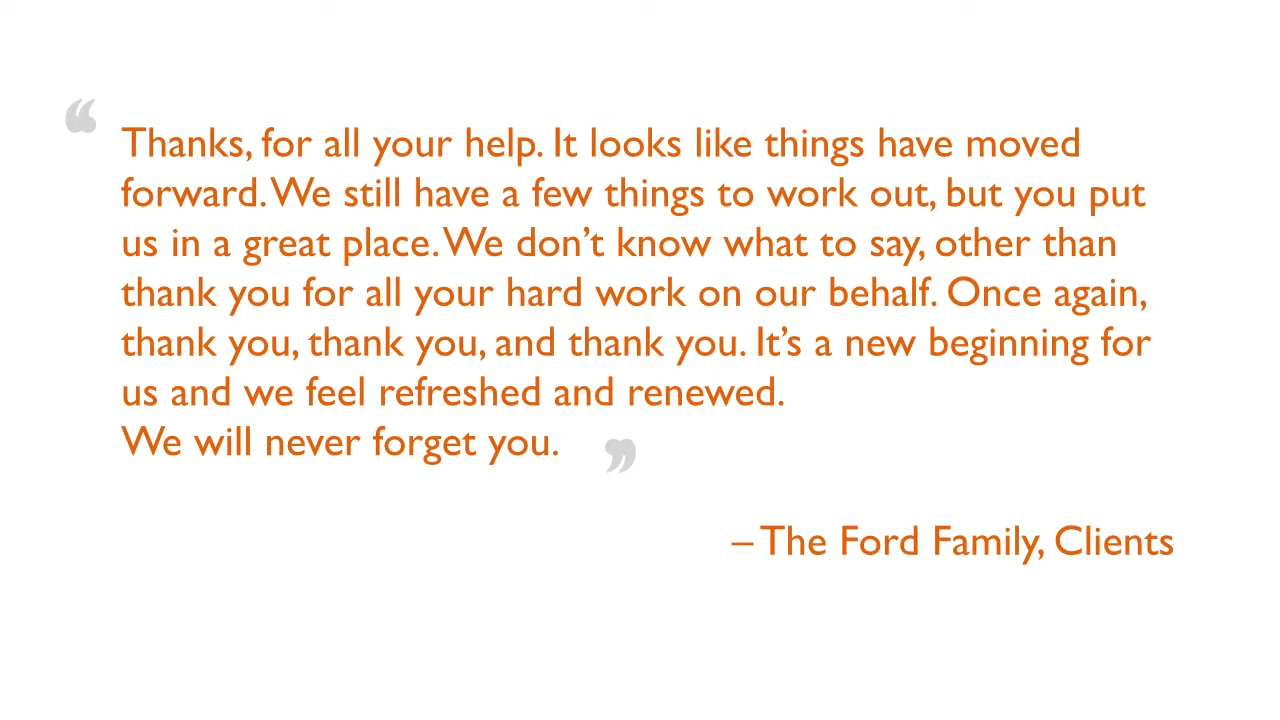 “
Thanks, for all your help. It looks like things have moved
forward. We still have a few things to work out, but you put
us in a great place. We don’t know what to say, other than
thank you for all your hard work on our behalf. Once again,
thank you, thank you, and thank you. It’s a new beginning for
us and we feel refreshed and renewed.
We will never forget you. ”
– The Ford Family, Clients